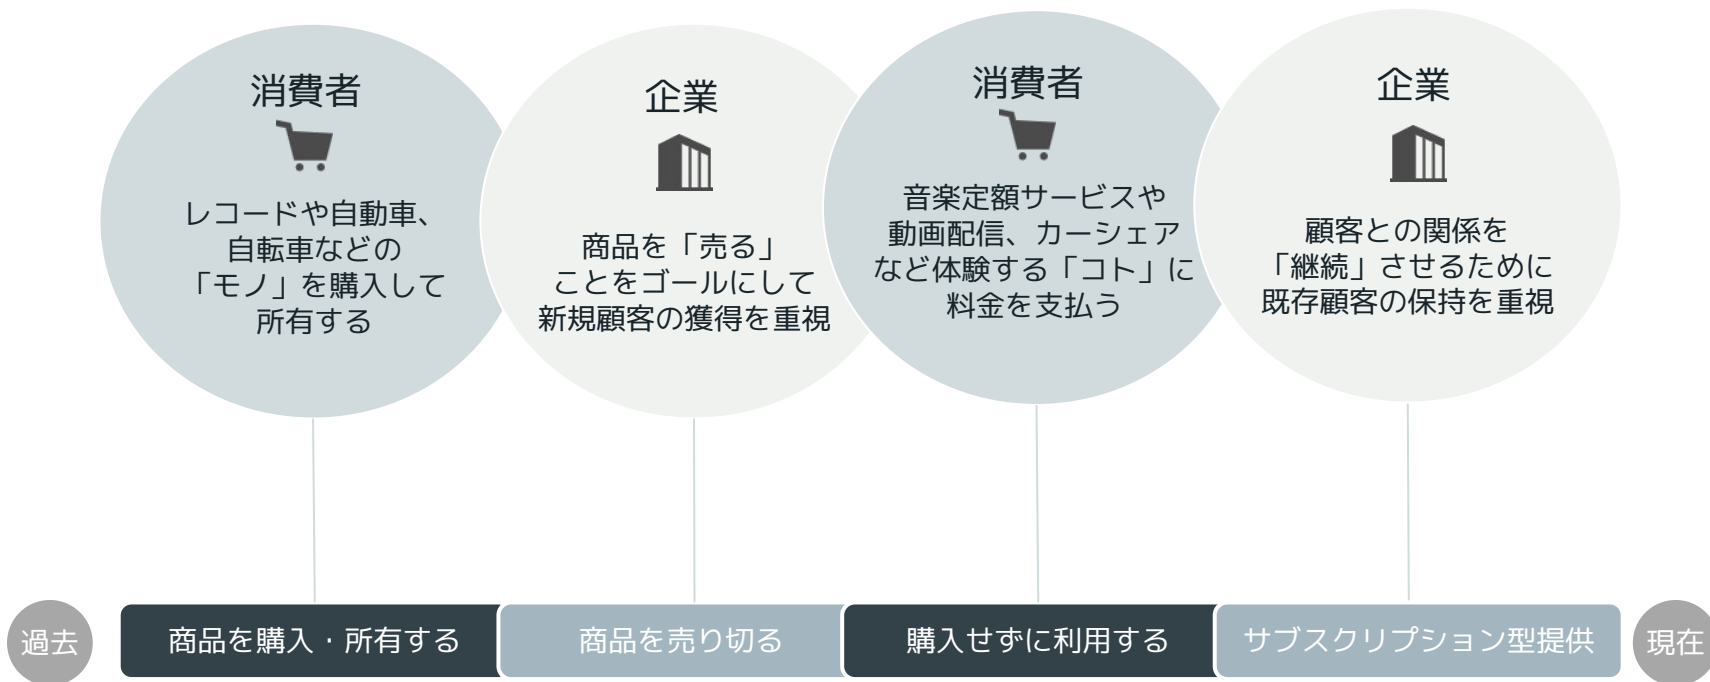 消費者
レコードや自動車、
自転車などの
「モノ」を購入して
所有する
企業
商品を「売る」
ことをゴールにして
新規顧客の獲得を重視
消費者
音楽定額サービスや
動画配信、カーシェア
など体験する「コト」に
料金を支払う
企業
顧客との関係を
「継続」させるために
既存顧客の保持を重視
過去
商品を購入・所有する
商品を売り切る
購入せずに利用する
サブスクリプション型提供
現在